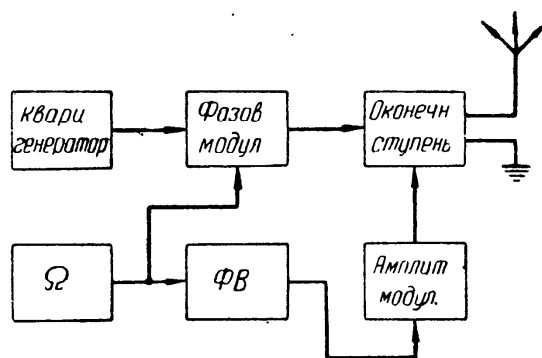 кварц
генератор
Фазов
модул
Оконечн
ступень
Ω
ФВ
Амплит
модул.